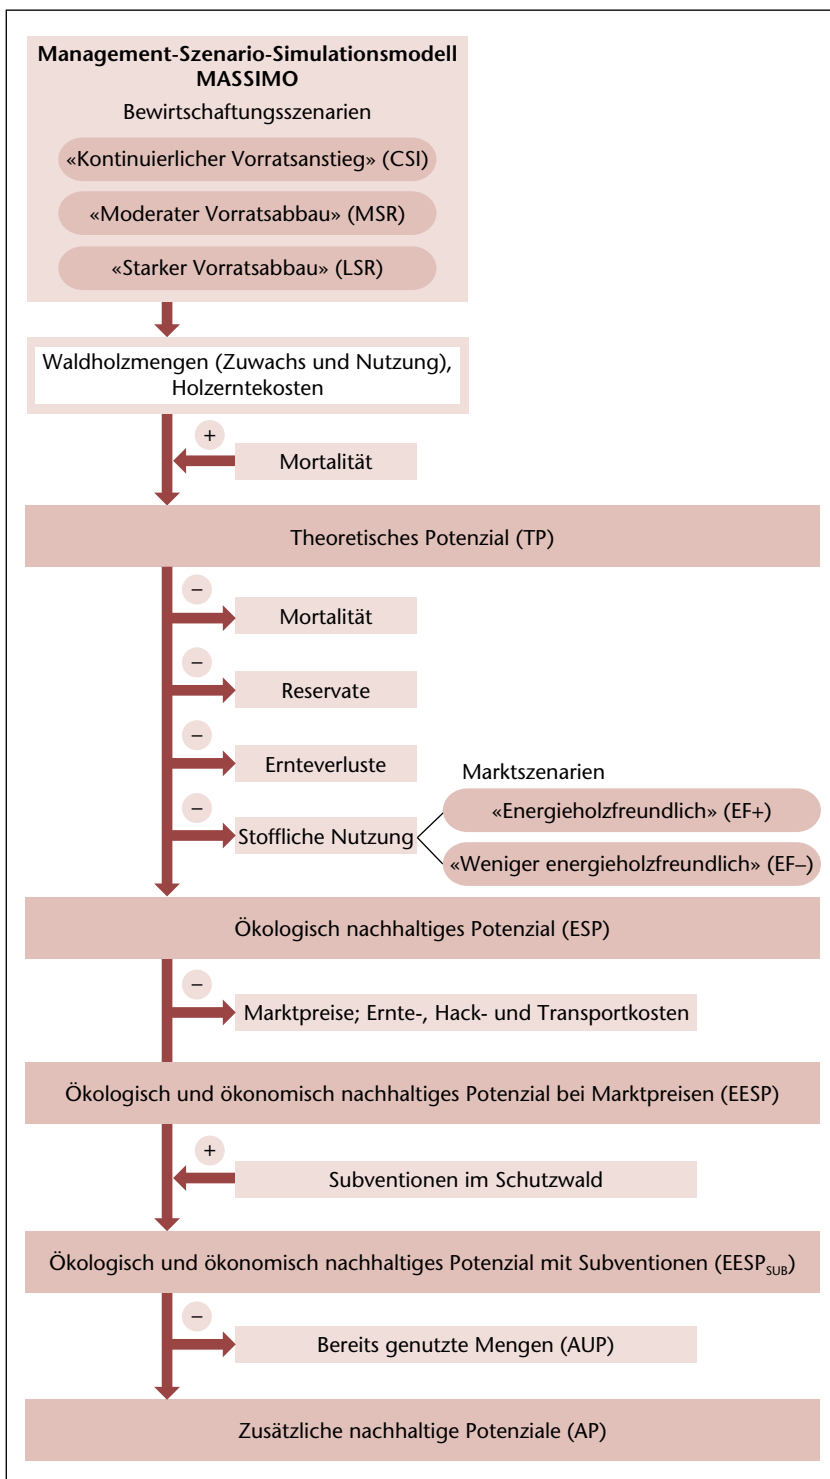 Management-Szenario-Simulationsmodell
MASSIMO
Bewirtschaftungsszenarien
«Kontinuierlicher Vorratsanstieg» (CSI)
«Moderater Vorratsabbau» (MSR)
«Starker Vorratsabbau» (LSR)
Waldholzmengen (Zuwachs und Nutzung),
Holzerntekosten
+
Mortalität
Theoretisches Potenzial (TP)
–
Mortalität
–
Reservate
–
Ernteverluste
Marktszenarien
–
Stoffliche Nutzung
«Energieholzfreundlich» (EF+)
«Weniger energieholzfreundlich» (EF–)
Ökologisch nachhaltiges Potenzial (ESP)
–
Marktpreise; Ernte-, Hack- und Transportkosten
Ökologisch und ökonomisch nachhaltiges Potenzial bei Marktpreisen (EESP)
+
Subventionen im Schutzwald
Ökologisch und ökonomisch nachhaltiges Potenzial mit Subventionen (EESPSUB)
–
Bereits genutzte Mengen (AUP)
Zusätzliche nachhaltige Potenziale (AP)